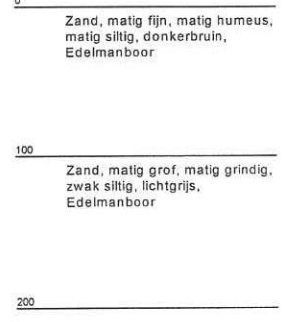 0
Zand, matig fijn, matig humeus,
matig siltig, donkerbruin,
Edelmanboor
100
Zand, matig grof, matig grindig,
zwak siltig, lichtgrijs,
Edelmanboor
200